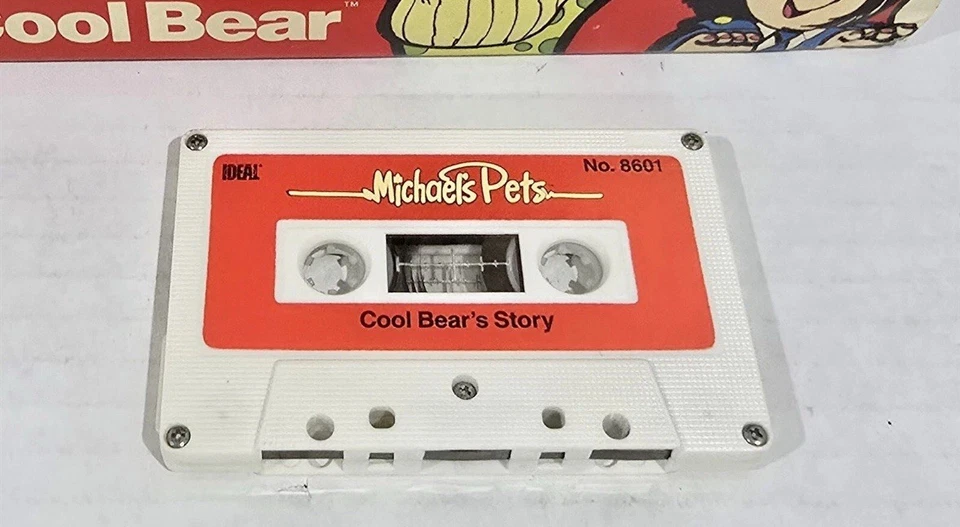 Cool Bear™
IDEAL
No. 8601
Michael's Pets
Cool Bear's Story